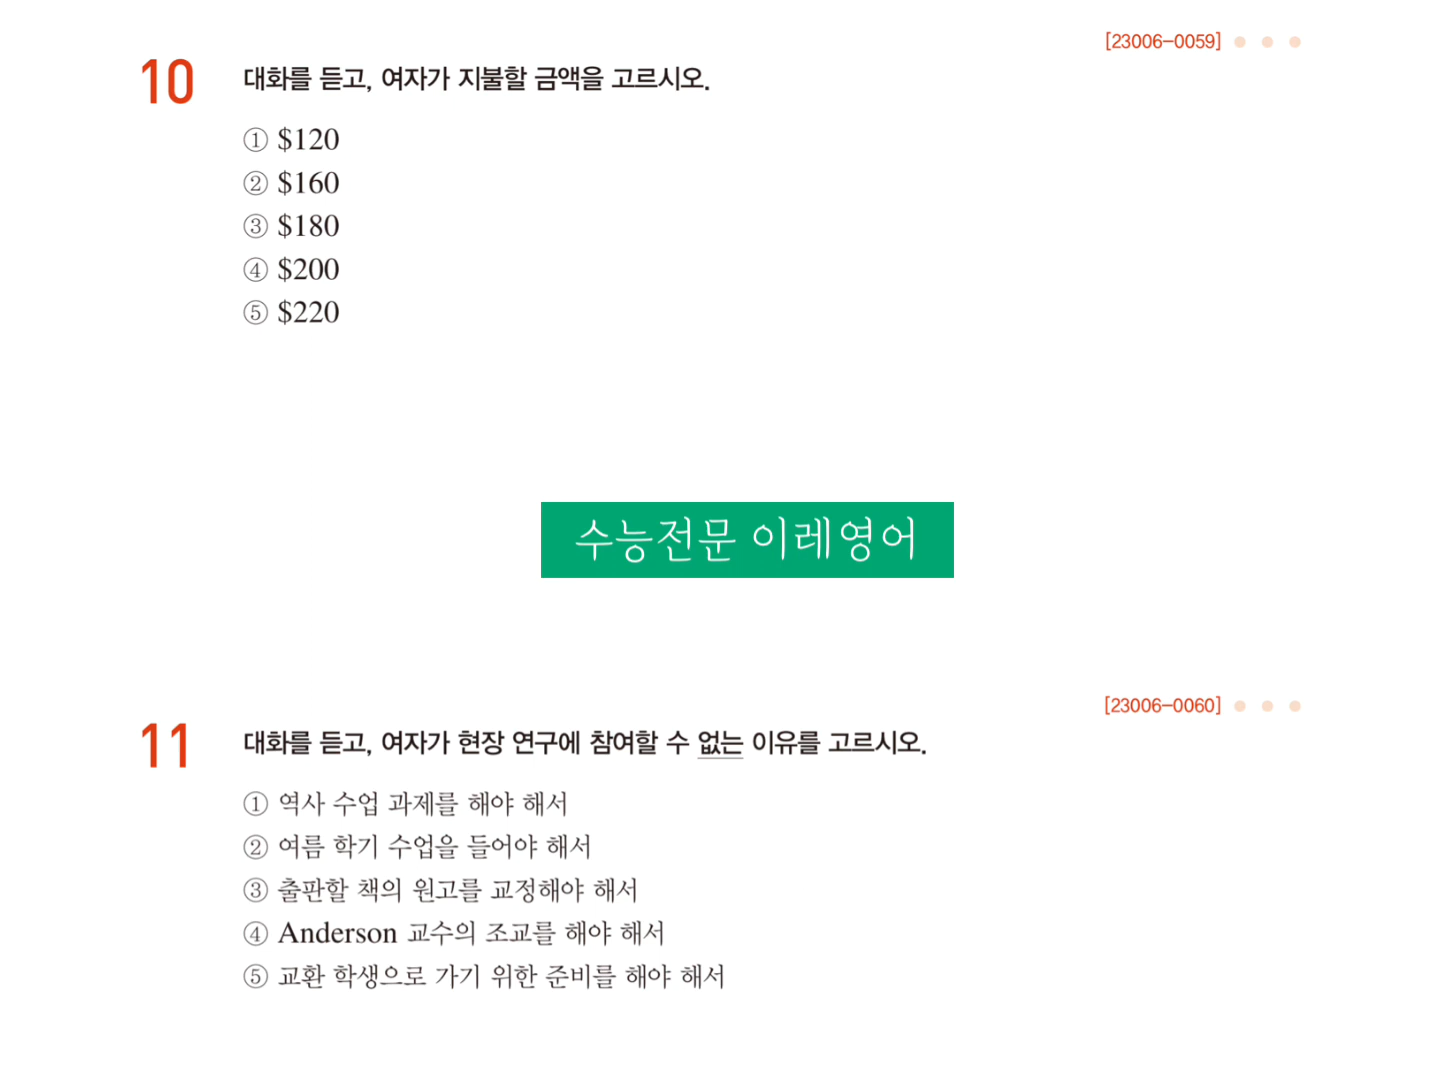 [23006-0059]
10 대화를 듣고, 여자가 지불할 금액을 고르시오.
① $120
② $160
③ $180
④ $200
⑤ $220
수능전문 이레영어
[23006-0060]
11 대화를 듣고, 여자가 현장 연구에 참여할 수 없는 이유를 고르시오.
① 역사 수업 과제를 해야 해서
② 여름 학기 수업을 들어야 해서
③ 출판할 책의 원고를 교정해야 해서
④ Anderson 교수의 조교를 해야 해서
⑤ 교환 학생으로 가기 위한 준비를 해야 해서